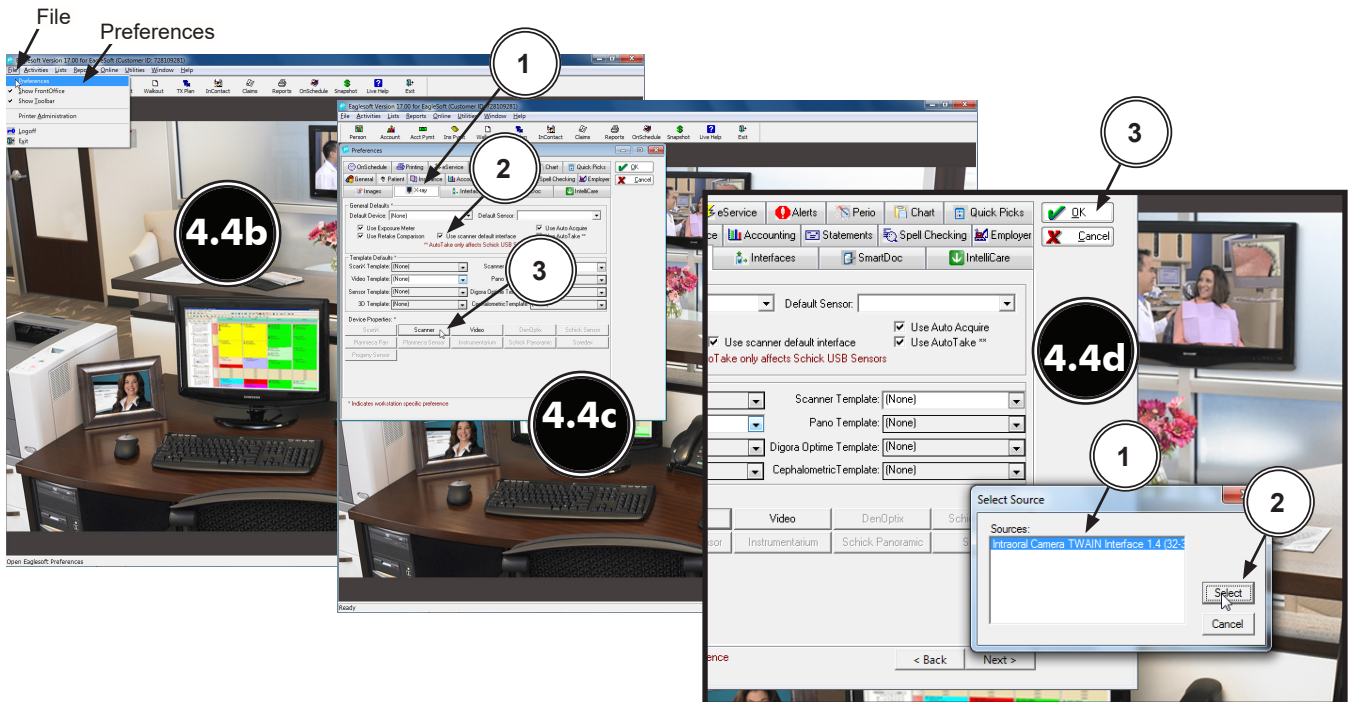 File
Preferences
Eaglesoft Version 17.00 for EagleSoft (Customer ID: 728109281)
File Activities Lists Reports Online Utilities Window Help
Preferences
Show FrontOffice
Show Toolbar
Printer Administration
Logoff
Exit
Walkout TX Plan InContact Claims Reports OnSchedule Snapshot Live Help Exit
4.4b
Open Eaglesoft Preferences
1
2
3
Eaglesoft Version 17.00 for EagleSoft (Customer ID: 728109281)
File Activities Lists Reports Online Utilities Window Help
Person Account Acct Pymt Ins Pymt InContact Claims Reports OnSchedule Snapshot Live Help Exit
Preferences
OnSchedule Printing eService Chart Quick Picks OK
General Patient Spell Checking Employer Cancel
Images X-ray IntelliCare
General Defaults *
Default Device: (None) Default Sensor:
Use Exposure Meter Use Auto Acquire
Use Retake Comparison Use scanner default interface
** AutoTake only affects Schick USB
Template Defaults *
ScanX Template: (None) Scanner
Video Template: (None) Pano
Sensor Template: (None) Digora Optime
3D Template: (None) CephalometricTemplate:
Device Properties: *
ScanX Scanner Video DenOptix Schick Sensor
Planmeca Pan Planmeca Sensor Instrumentarium Schick Panoramic Soredex
Progeny Sensor
* Indicates workstation specific preference
4.4c
Ready
3
eService Alerts Perio Chart Quick Picks OK
ce Accounting Statements Spell Checking Employer Cancel
Interfaces SmartDoc IntelliCare
Default Sensor:
Use Auto Acquire
Use scanner default interface Use AutoTake **
oTake only affects Schick USB Sensors
4.4d
Scanner Template: (None)
Pano Template: (None)
Digora Optime Template: (None)
CephalometricTemplate: (None)
1
2
Video DenOptix
sor Instrumentarium Schick Panoramic
Select Source
Sources:
Intraoral Camera TWAIN Interface 1.4 (32-3
Select
Cancel
ence < Back Next >